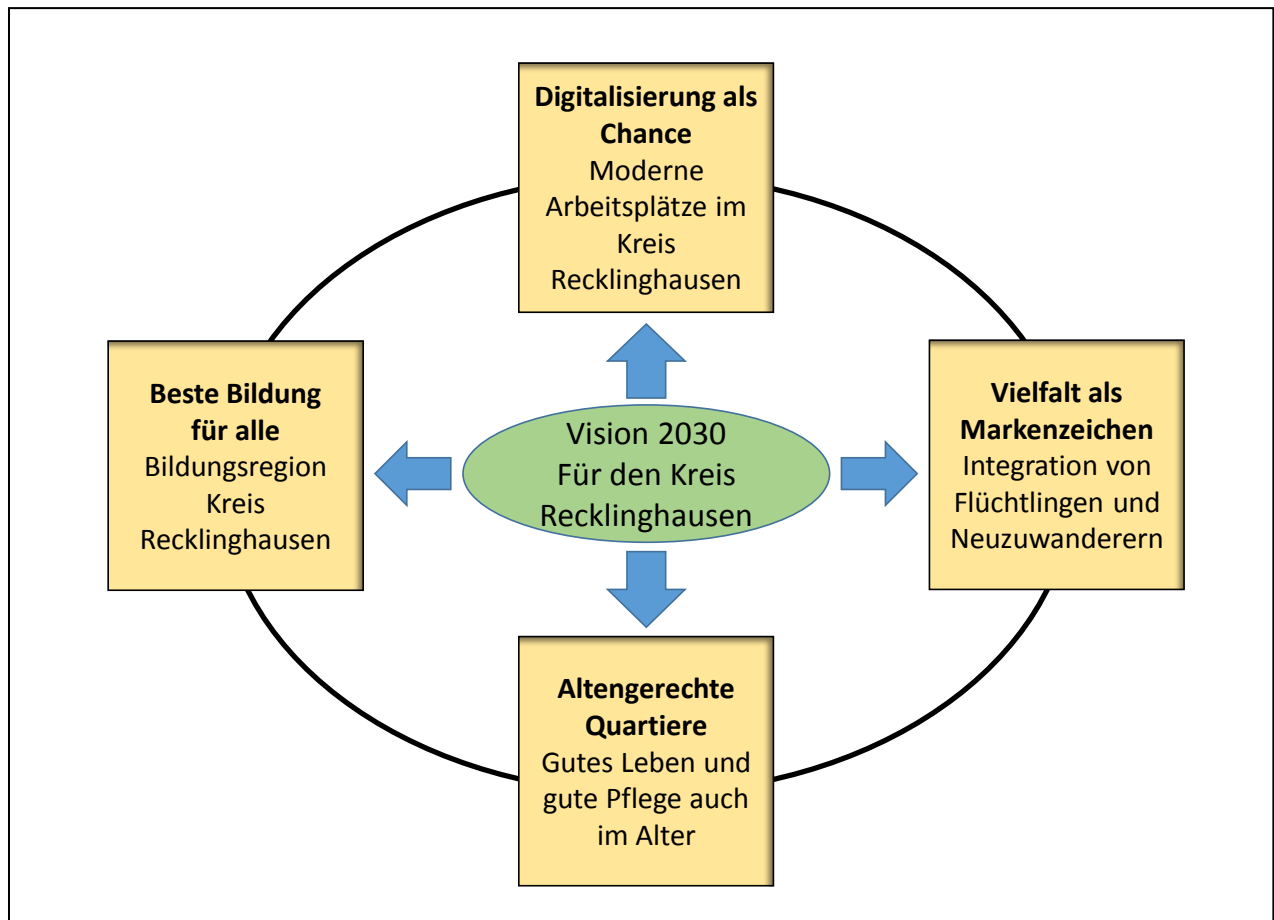 Digitalisierung als
Chance
Moderne
Arbeitsplätze im
Kreis
Recklinghausen
Beste Bildung
für alle
Bildungsregion
Kreis
Recklinghausen
Vision 2030
Für den Kreis
Recklinghausen
Vielfalt als
Markenzeichen
Integration von
Flüchtlingen und
Neuzuwanderern
Altengerechte
Quartiere
Gutes Leben und
gute Pflege auch
im Alter